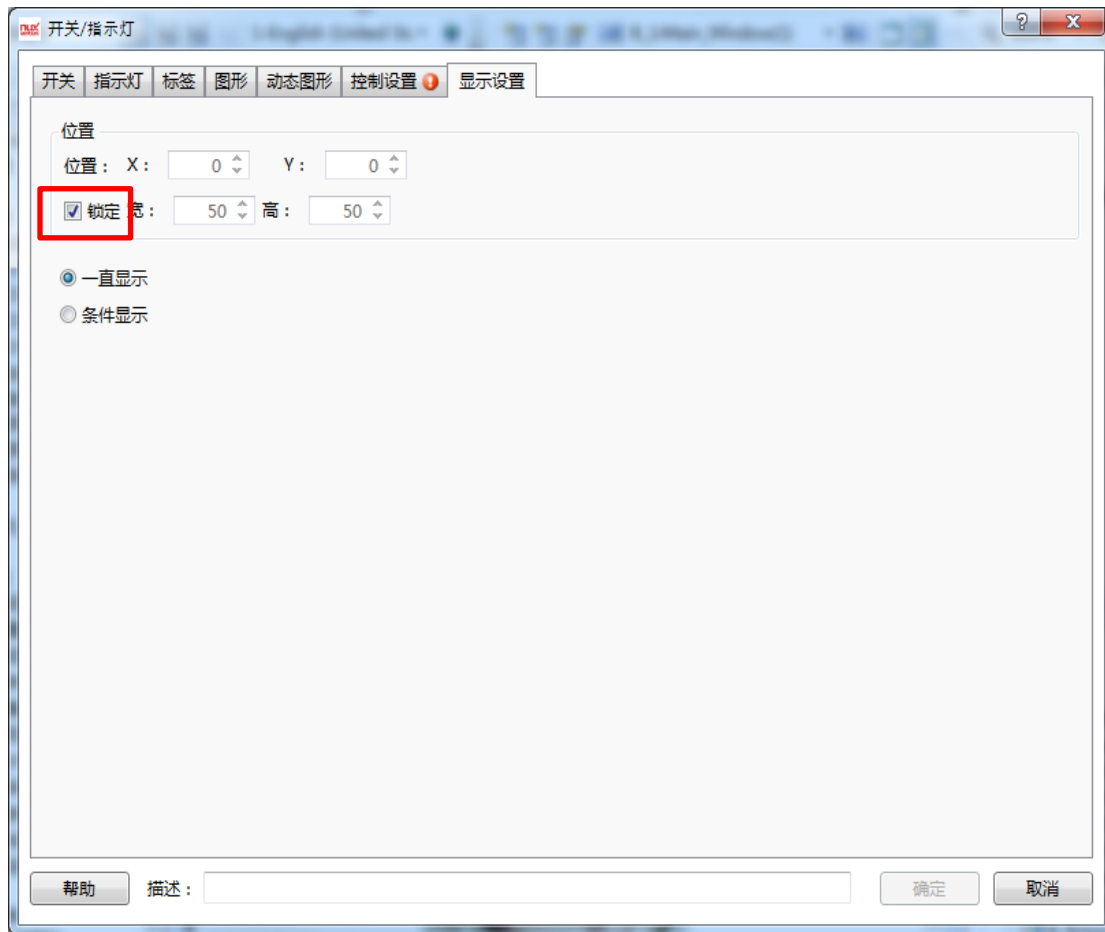 开关/指示灯
开关 指示灯 标签 图形 动态图形 控制设置 显示设置
位置
位置： X： 0 Y： 0
锁定 宽： 50 高： 50
一直显示
条件显示
帮助 描述： 确定 取消